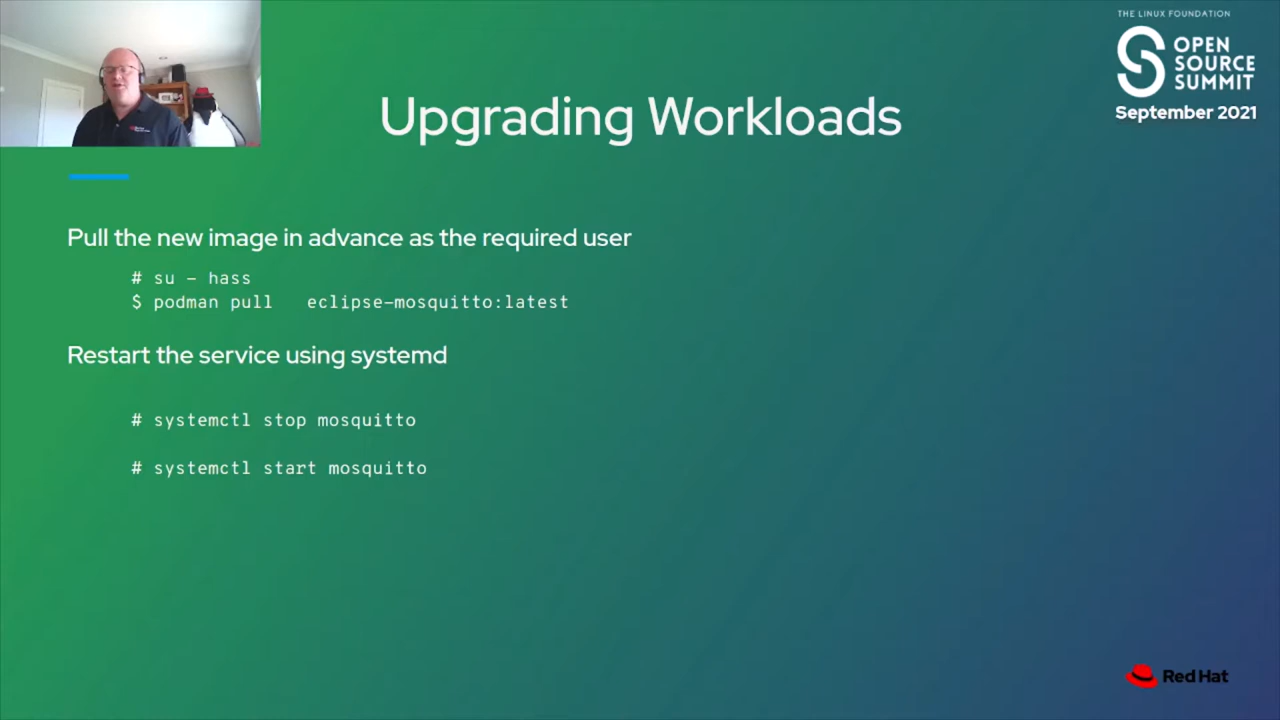 THE LINUX FOUNDATION
OPEN
SOURCE
SUMMIT
September 2021
Upgrading Workloads
Pull the new image in advance as the required user
# su - hass
$ podman pull   eclipse-mosquitto:latest
Restart the service using systemd
# systemctl stop mosquitto
# systemctl start mosquitto
Red Hat